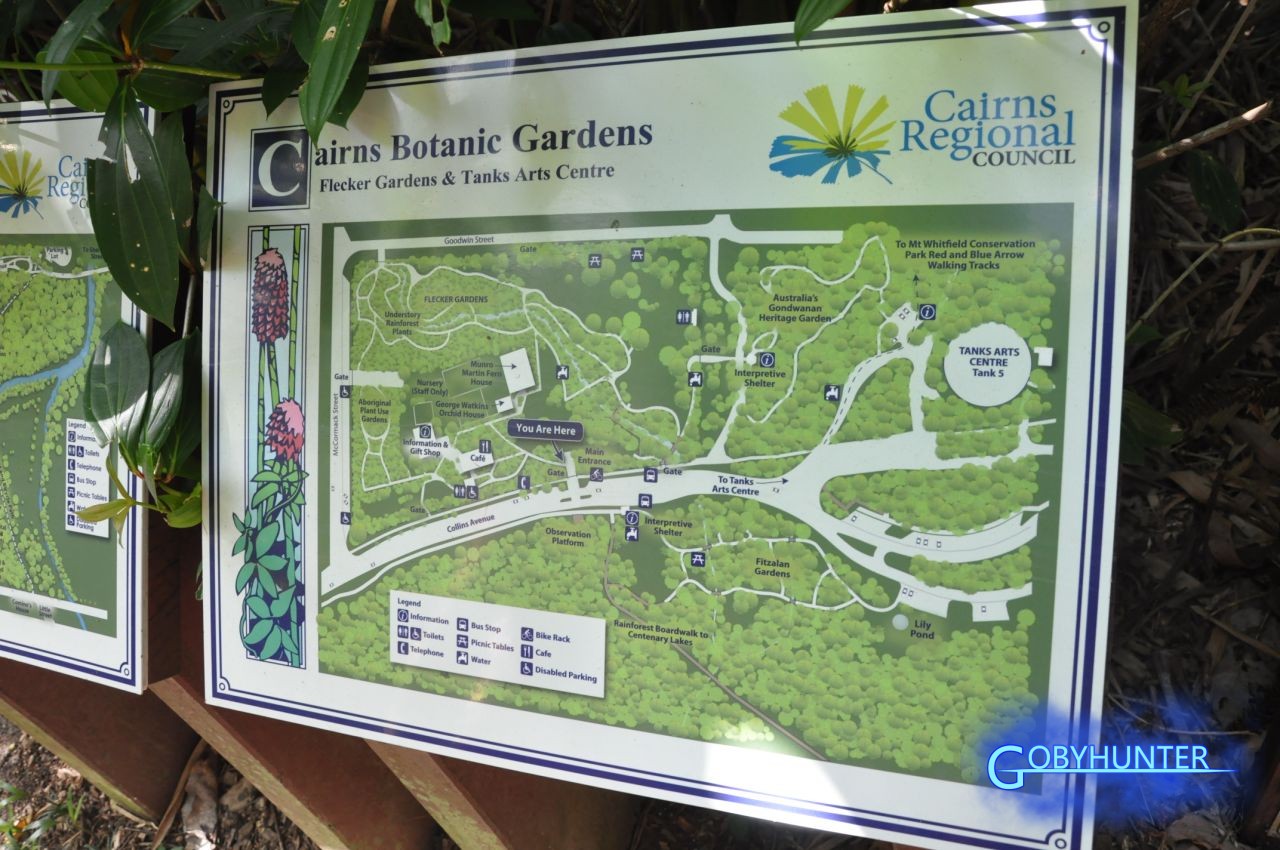 Cairns Botanic Gardens
Flecker Gardens & Tanks Arts Centre
Cairns
Regional
COUNCIL
Goodwin Street
Gate
To Mt Whitfield Conservation
Park Red and Blue Arrow
Walking Tracks
FLECKER GARDENS
Understory
Rainforest
Plants
Australia's
Gondwanan
Heritage Garden
TANKS ARTS
CENTRE
Tank 5
Gate
Interpretive
Shelter
Munro
Martin Fern
House
Nursery
(Staff Only)
George Watkins
Orchid House
Gate
Aboriginal
Plant Use
Gardens
McCormack Street
You Are Here
Information &
Gift Shop
Café
Main
Entrance
Gate
Gate
To Tanks
Arts Centre
Gate
Collins Avenue
Observation
Platform
Interpretive
Shelter
Fitzalan
Gardens
Lily
Pond
Rainforest Boardwalk to
Centenary Lakes
Legend
Information
Toilets
Telephone
Bus Stop
Picnic Tables
Water
Bike Rack
Cafe
Disabled Parking
Parking
Lot
Legend
Toilets
Telephone
Bus Stop
Picnic Tables
Parking
GOBYHUNTER